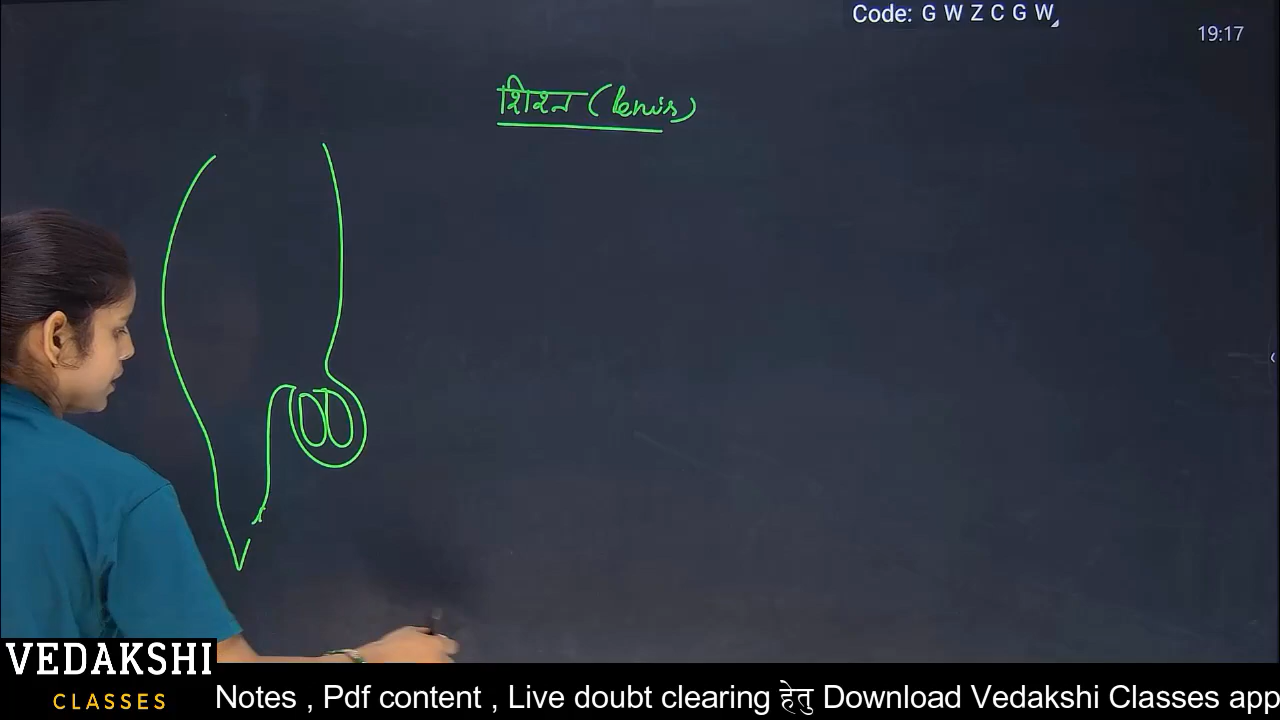 Code: G W Z C G W
19:17
शिश्न (Penis)
VEDAKSHI
CLASSES
Notes , Pdf content , Live doubt clearing हेतु Download Vedakshi Classes app